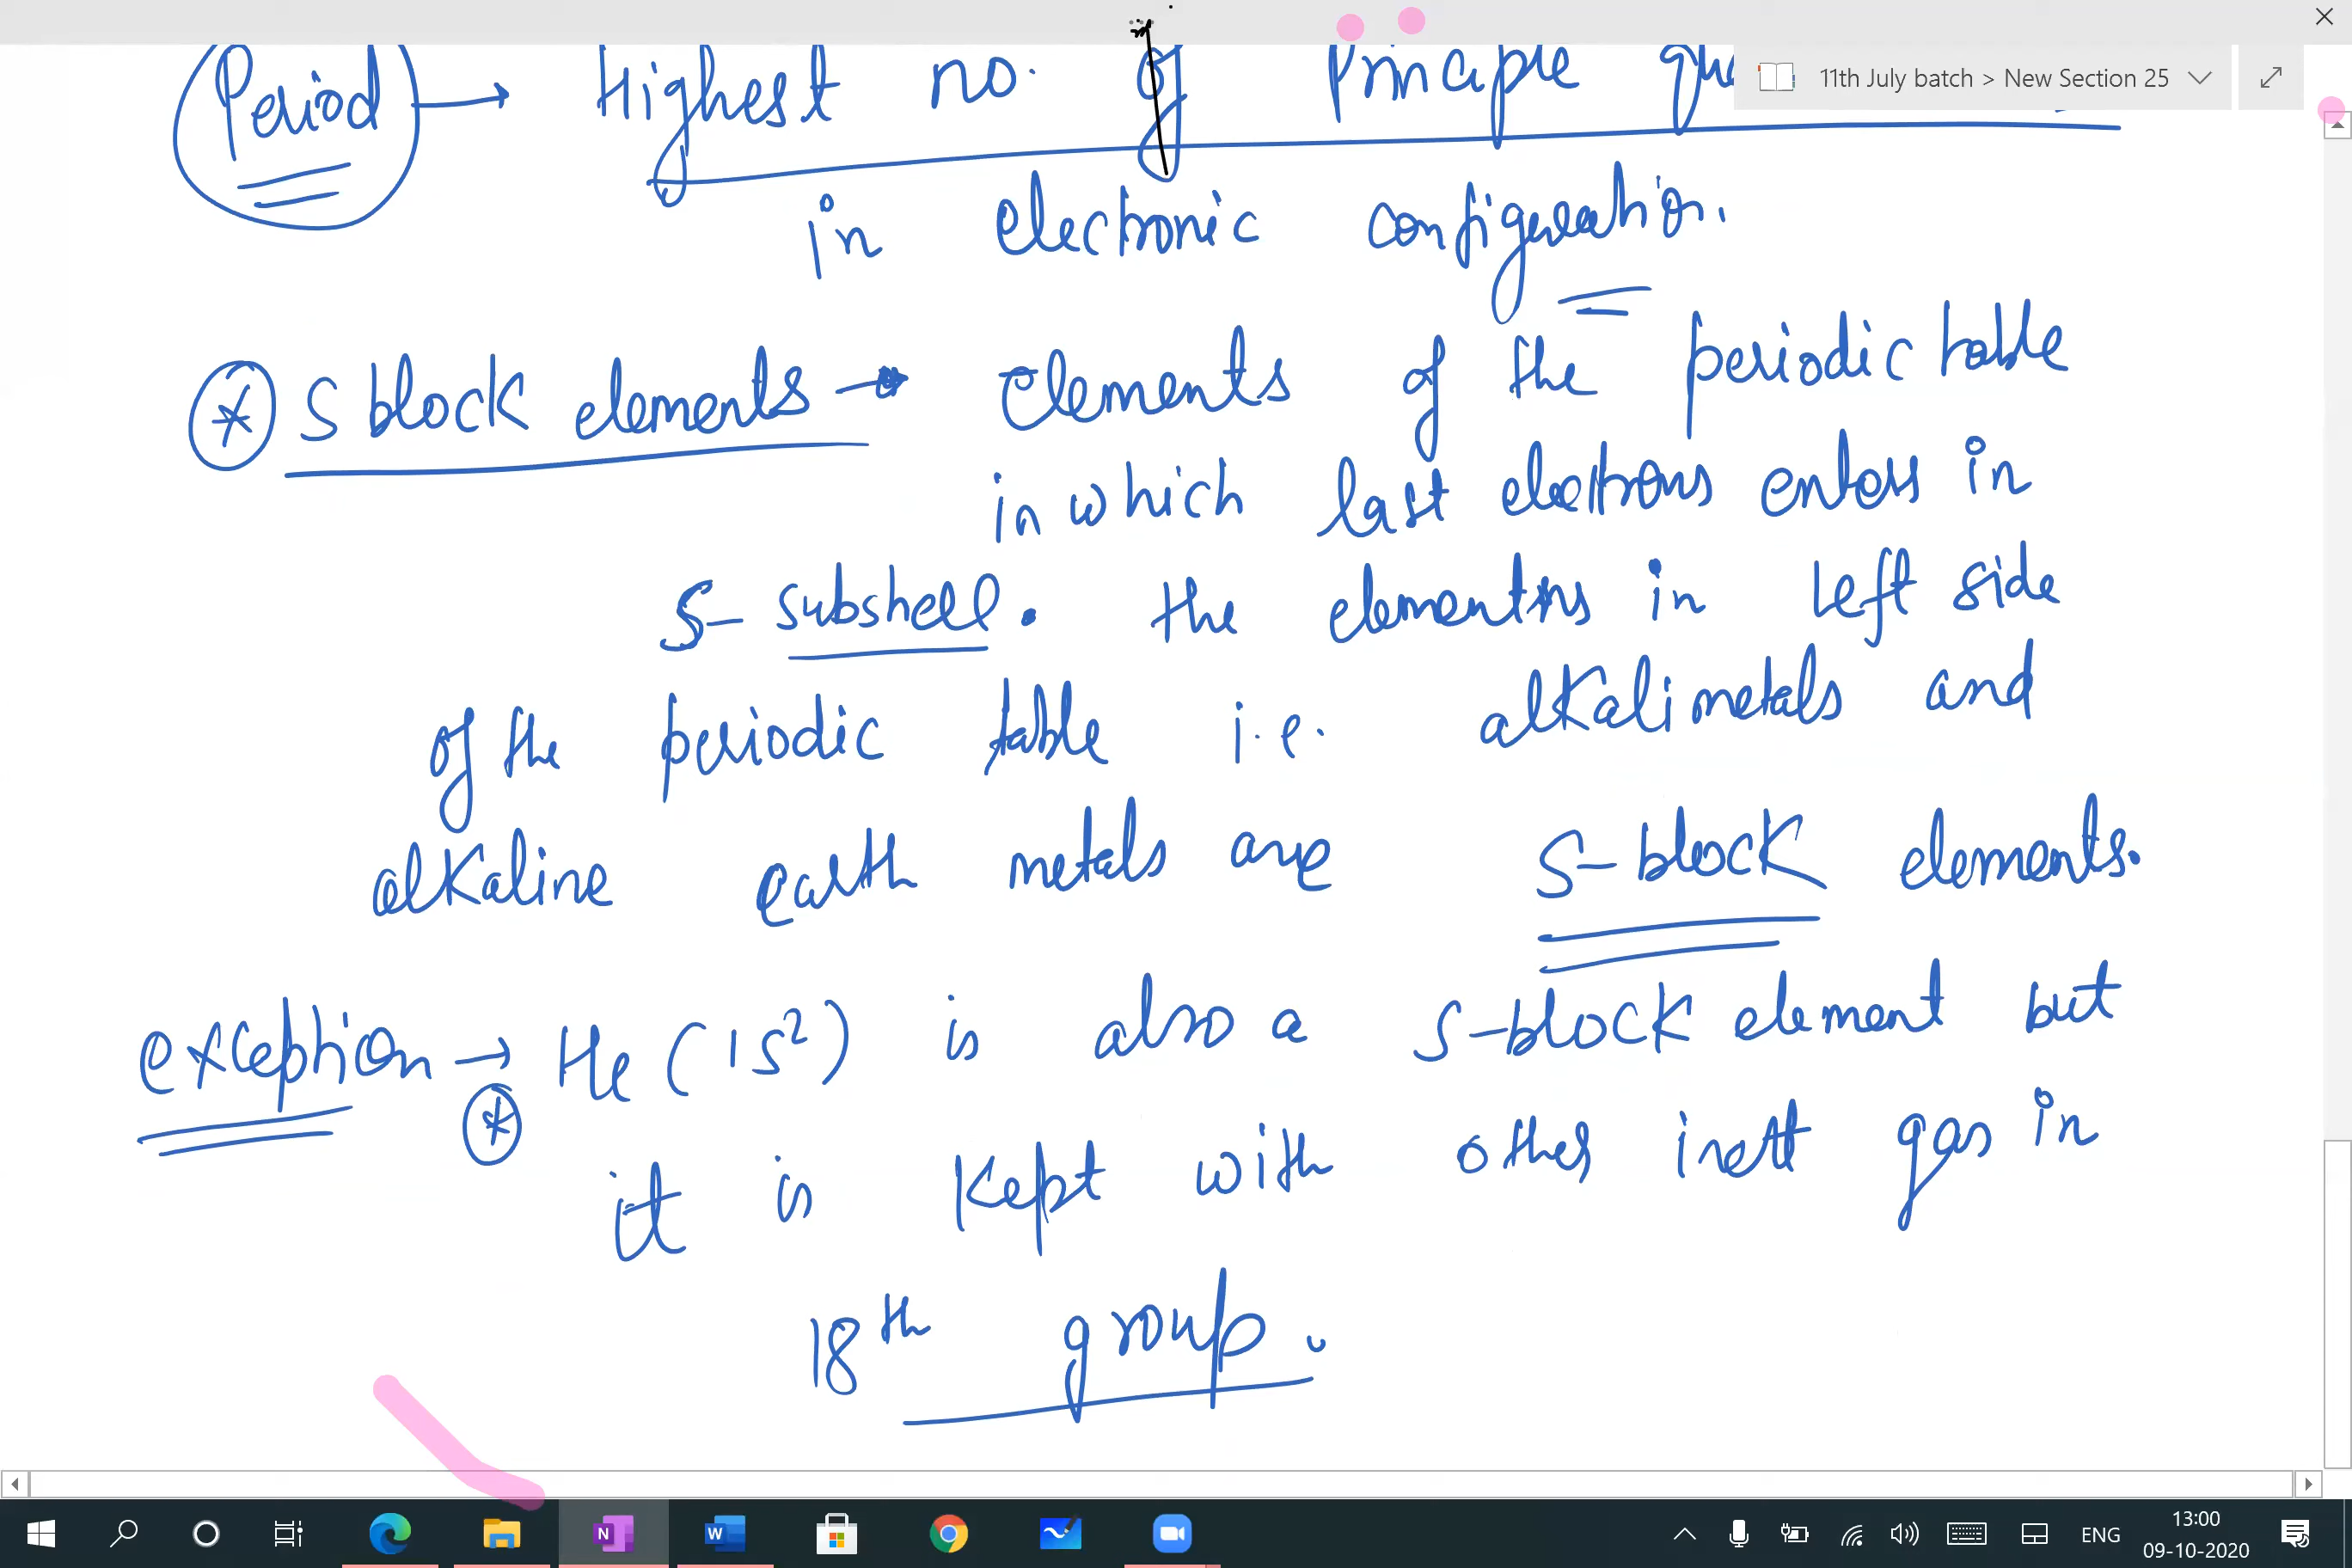 Period → Highest no. of Principle
11th July batch > New Section 25
in electronic configuration.
* S block elements → Elements of the periodic table
in which last electrons enters in
S- subshell. the elements in left side
of the periodic table i.e. alkali metals and
alkaline earth metals are S-block elements.
exception → He (1s²) is also a S-block element but
* it is kept with other inert gas in
18th group.
N
W
ENG
13:00
09-10-2020